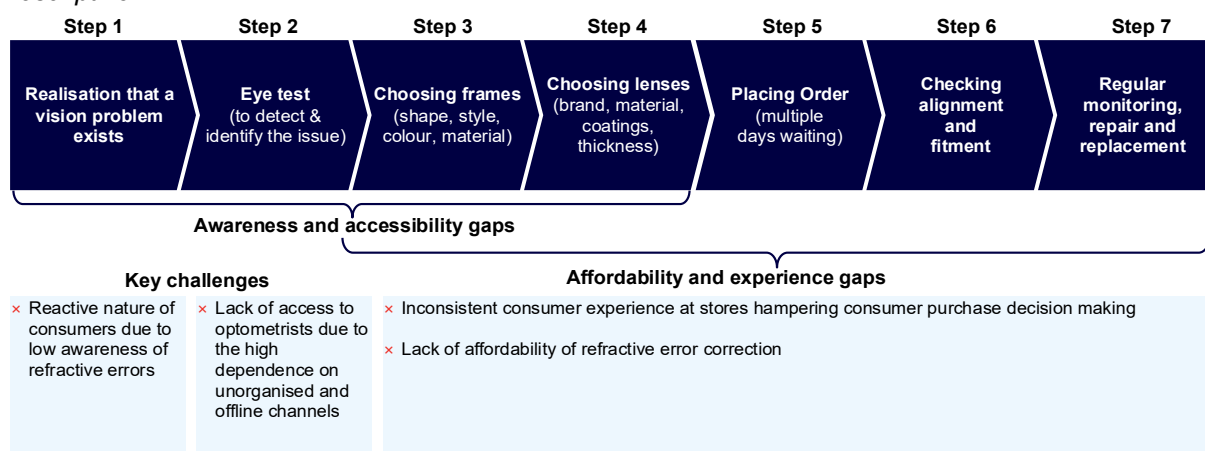 Step 1 Step 2 Step 3 Step 4 Step 5 Step 6 Step 7
Realisation that a
vision problem
exists
Eye test
(to detect &
identify the issue)
Choosing frames
(shape, style,
colour, material)
Choosing lenses
(brand, material,
coatings,
thickness)
Placing Order
(multiple
days waiting)
Checking
alignment
and
fitment
Regular
monitoring,
repair and
replacement
Awareness and accessibility gaps
Affordability and experience gaps
Key challenges
× Reactive nature of
consumers due to
low awareness of
refractive errors
× Lack of access to
optometrists due to
the high
dependence on
unorganised and
offline channels
× Inconsistent consumer experience at stores hampering consumer purchase decision making
× Lack of affordability of refractive error correction